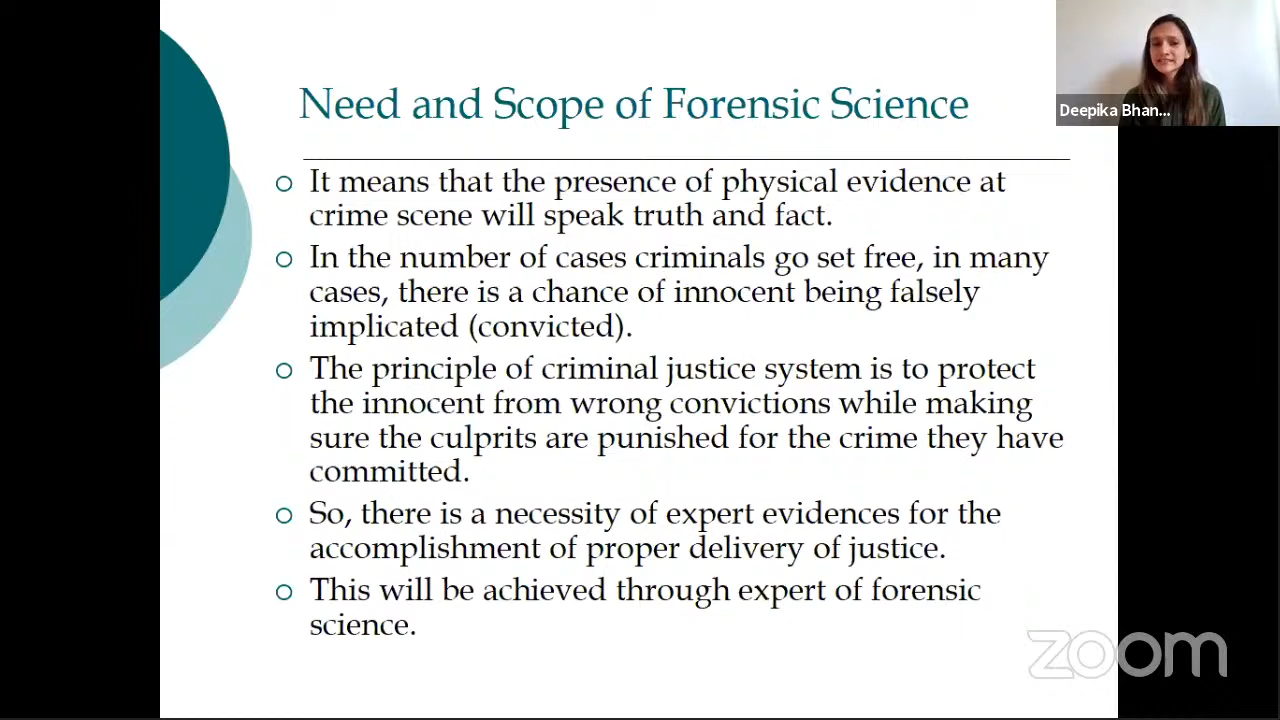 Need and Scope of Forensic Science
Deepika Bhan...
It means that the presence of physical evidence at
crime scene will speak truth and fact.
In the number of cases criminals go set free, in many
cases, there is a chance of innocent being falsely
implicated (convicted).
The principle of criminal justice system is to protect
the innocent from wrong convictions while making
sure the culprits are punished for the crime they have
committed.
So, there is a necessity of expert evidences for the
accomplishment of proper delivery of justice.
This will be achieved through expert of forensic
science.
zoom